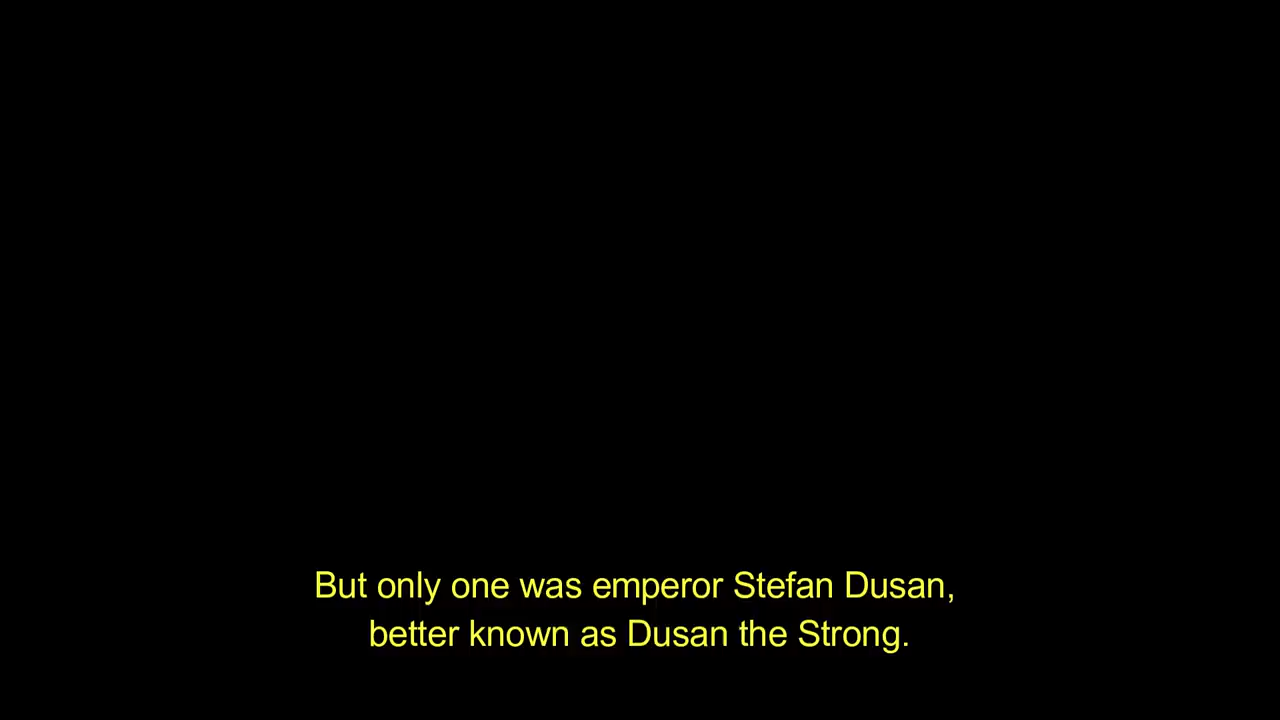 But only one was emperor Stefan Dusan,
better known as Dusan the Strong.